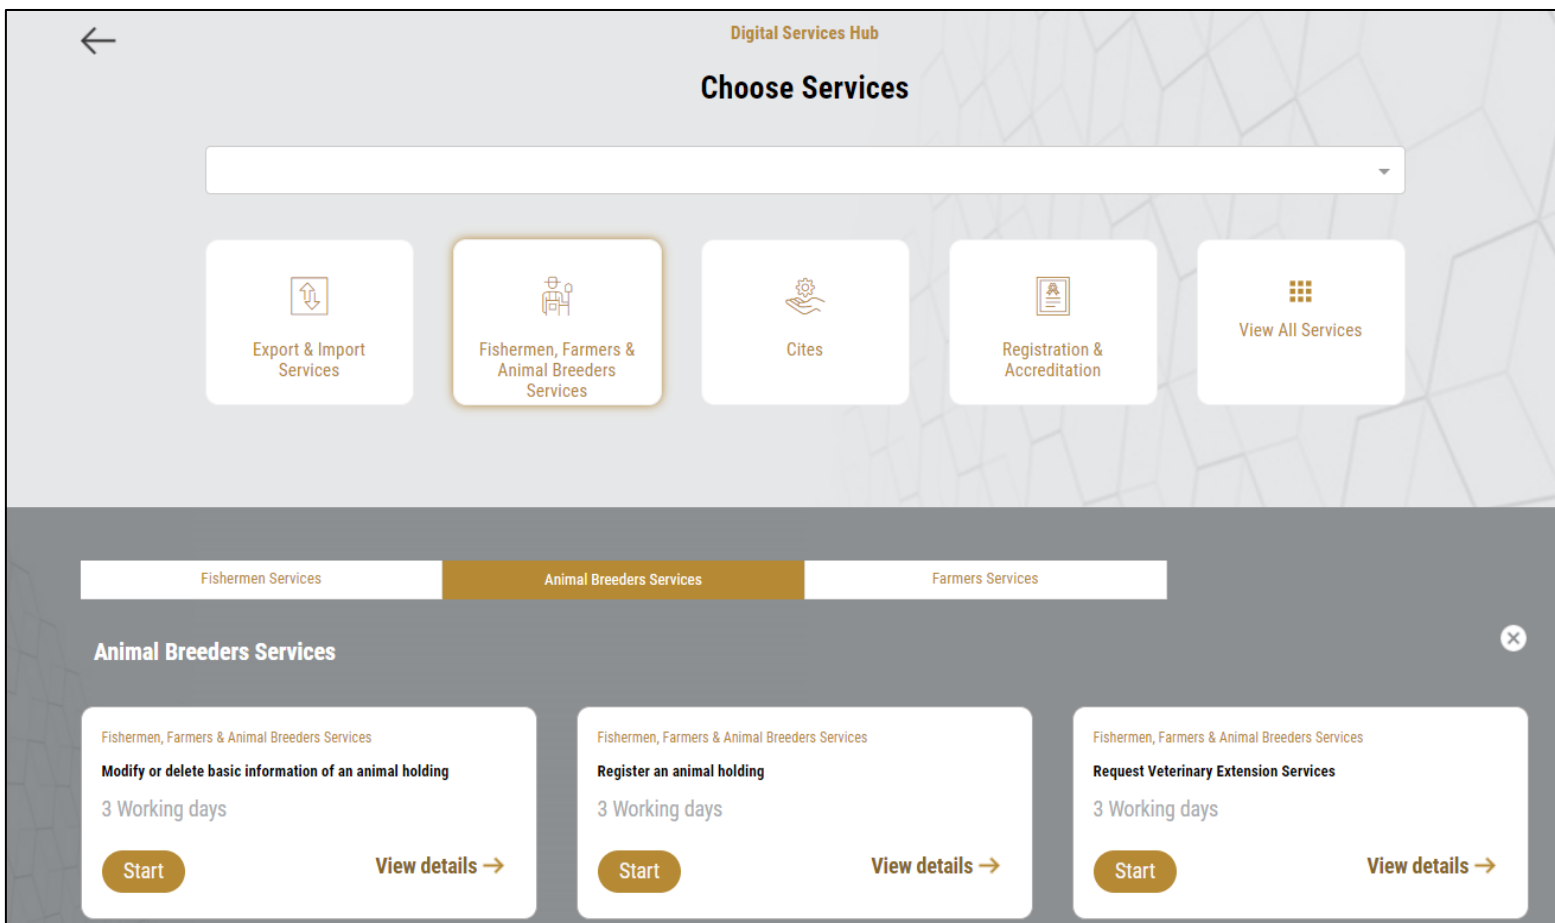 Digital Services Hub
Choose Services
Export & Import
Services
Fishermen, Farmers &
Animal Breeders
Services
Cites
Registration &
Accreditation
View All Services
Fishermen Services
Animal Breeders Services
Farmers Services
Animal Breeders Services
Fishermen, Farmers & Animal Breeders Services
Modify or delete basic information of an animal holding
3 Working days
Start
View details
Fishermen, Farmers & Animal Breeders Services
Register an animal holding
3 Working days
Start
View details
Fishermen, Farmers & Animal Breeders Services
Request Veterinary Extension Services
3 Working days
Start
View details